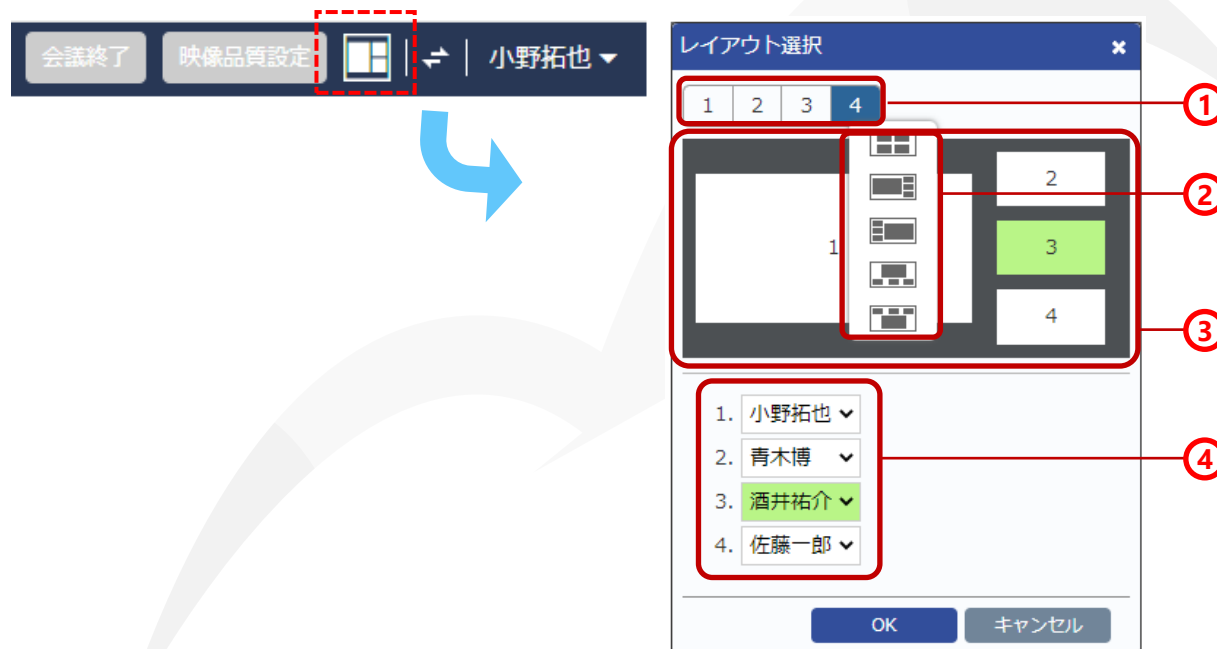 会議終了 映像品質設定 小野拓也
レイアウト選択
1 2 3 4
1
2
3
4
1. 小野拓也
2. 青木博
3. 酒井祐介
4. 佐藤一郎
OK キャンセル
1
2
3
4